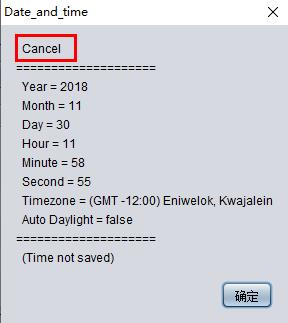 Date_and_time
Cancel
====================
Year = 2018
Month = 11
Day = 30
Hour = 11
Minute = 58
Second = 55
Timezone = (GMT -12:00) Eniwelok, Kwajalein
Auto Daylight = false
====================
(Time not saved)
确定